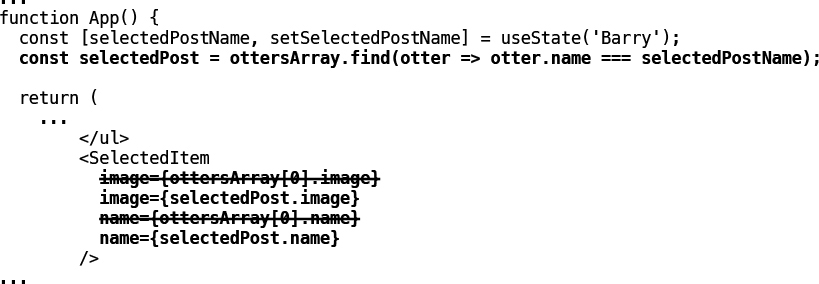 ...
function App() {
  const [selectedPostName, setSelectedPostName] = useState('Barry');
  const selectedPost = ottersArray.find(otter => otter.name === selectedPostName);
  return (
    ...
        </ul>
        <SelectedItem
          image={ottersArray[0].image}
          image={selectedPost.image}
          name={ottersArray[0].name}
          name={selectedPost.name}
        />
...